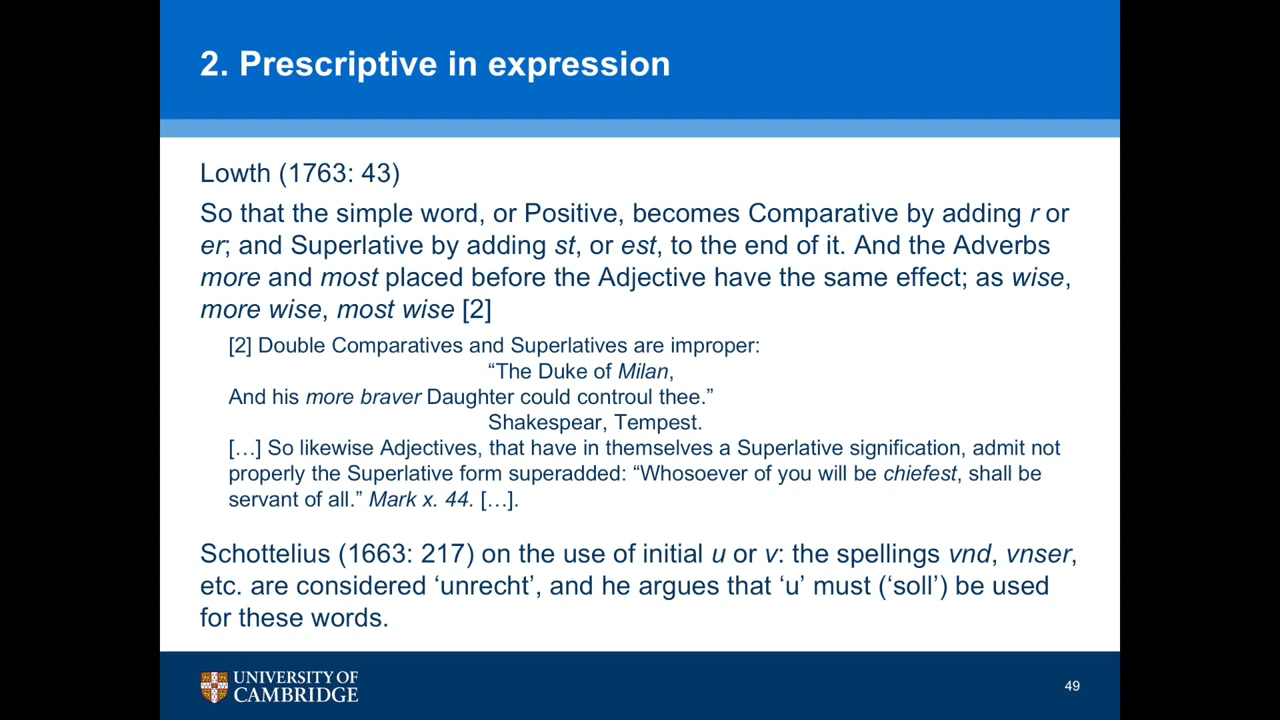 2. Prescriptive in expression
Lowth (1763: 43)
So that the simple word, or Positive, becomes Comparative by adding r or
er; and Superlative by adding st, or est, to the end of it. And the Adverbs
more and most placed before the Adjective have the same effect; as wise,
more wise, most wise [2]
[2] Double Comparatives and Superlatives are improper:
“The Duke of Milan,
And his more braver Daughter could controul thee.”
Shakespear, Tempest.
[…] So likewise Adjectives, that have in themselves a Superlative signification, admit not
properly the Superlative form superadded: “Whosoever of you will be chiefest, shall be
servant of all.” Mark x. 44. […].
Schottelius (1663: 217) on the use of initial u or v: the spellings vnd, vnser,
etc. are considered ‘unrecht’, and he argues that ‘u’ must (‘soll’) be used
for these words.
UNIVERSITY OF
CAMBRIDGE
49